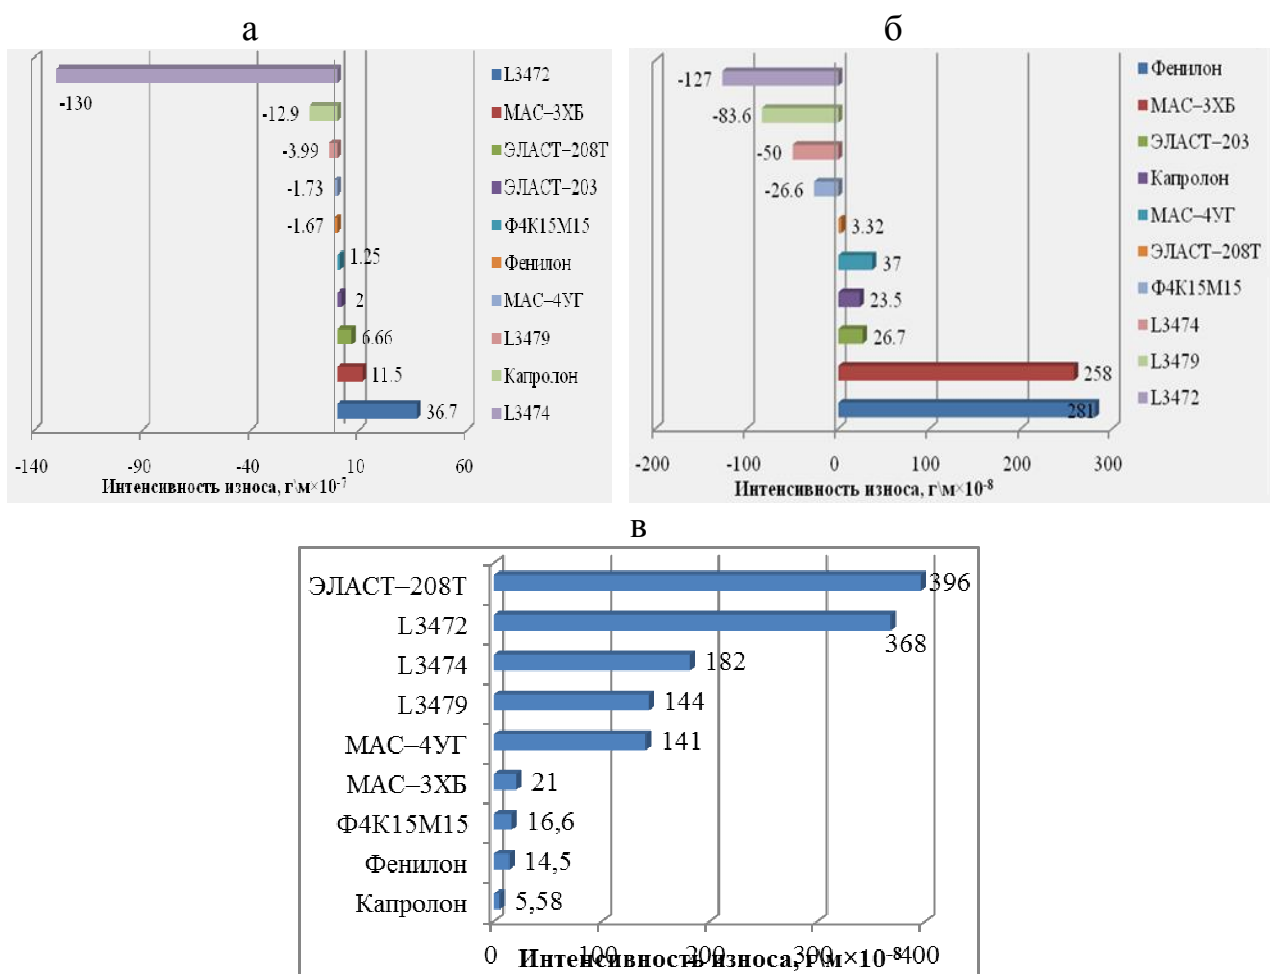 а
-130
-12.9
-3.99
-1.73
-1.67
1.25
2
6.66
11.5
36.7
L3472
МАС–3ХБ
ЭЛАСТ–208Т
ЭЛАСТ–203
Ф4К15М15
Фенилон
МАС–4УГ
L3479
Капролон
L3474
-140 -90 -40 10 60
Интенсивность износа, г\м×10⁻⁷
б
-127
-83.6
-50
-26.6
3.32
37
23.5
26.7
258
281
Фенилон
МАС–3ХБ
ЭЛАСТ–203
Капролон
МАС–4УГ
ЭЛАСТ–208Т
Ф4К15М15
L3474
L3479
L3472
-200 -100 0 100 200 300
Интенсивность износа, г\м×10⁻⁸
в
ЭЛАСТ–208Т 396
L3472 368
L3474 182
L3479 144
МАС–4УГ 141
МАС–3ХБ 21
Ф4К15М15 16,6
Фенилон 14,5
Капролон 5,58
0 100 200 300 400
Интенсивность износа, г\м×10⁻⁸